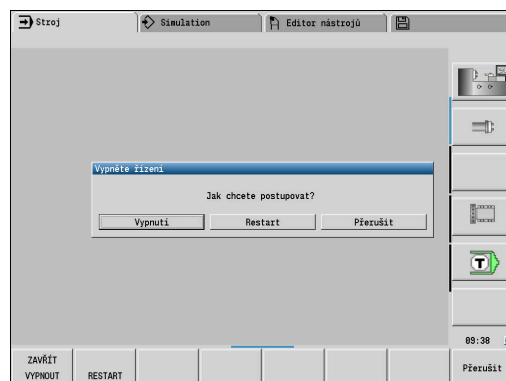 Stroj
Simulation
Editor nástrojů
Vypněte řízení
Jak chcete postupovat?
Vypnutí
Restart
Přerušit
T
09:38
ZAVŘÍT
VYPNOUT
RESTART
Přerušit